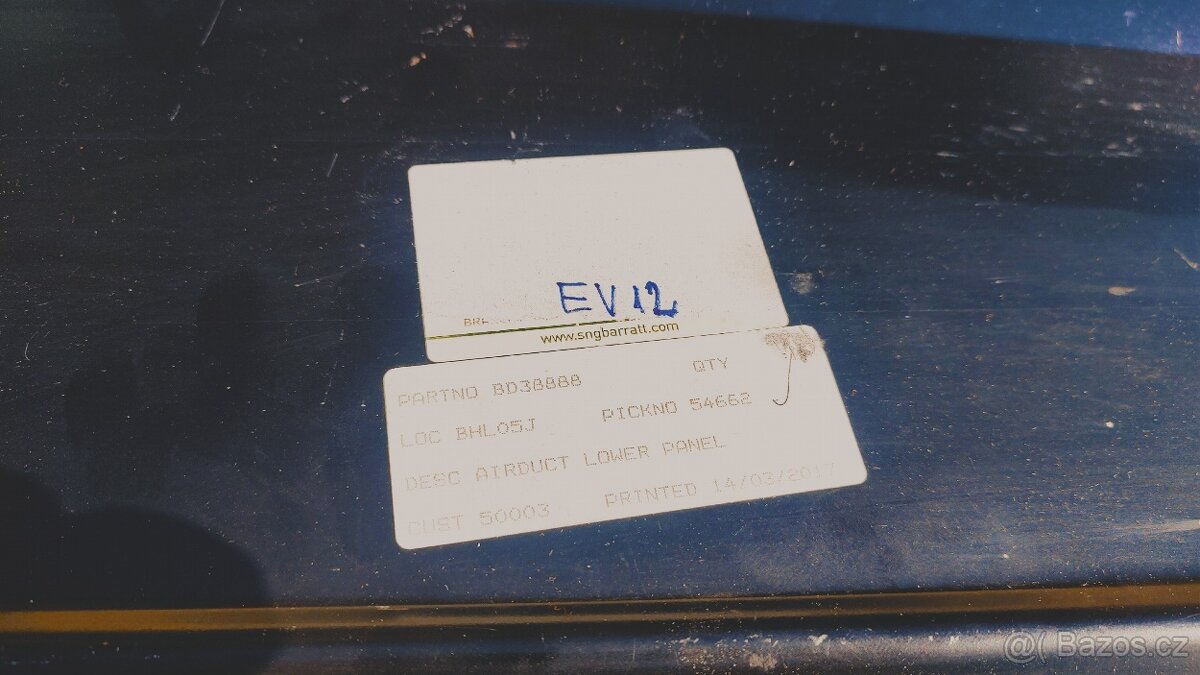 EV12
BRE
www.sngbarratt.com
PARTNO BD38888 QTY
LOC BHL05J PICKNO 54662
DESC AIRDUCT LOWER PANEL
CUST 50003 PRINTED 14/03/2017
@( Bazos.cz